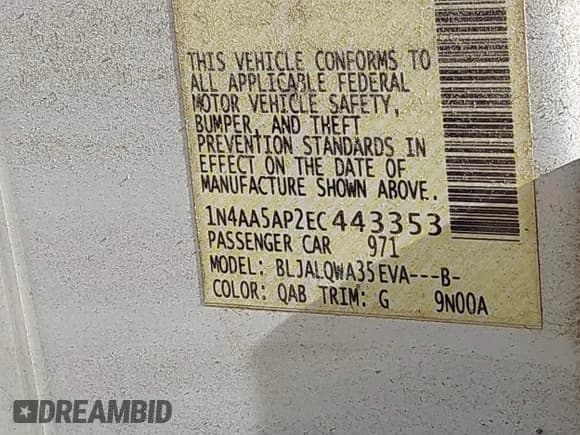 THIS VEHICLE CONFORMS TO
ALL APPLICABLE FEDERAL
MOTOR VEHICLE SAFETY,
BUMPER, AND THEFT
PREVENTION STANDARDS IN
EFFECT ON THE DATE OF
MANUFACTURE SHOWN ABOVE.
1N4AA5AP2EC443353
PASSENGER CAR 971
MODEL: BLJALQWA35EVA---B-
COLOR: QAB TRIM: G 9N00A
DREAMBID